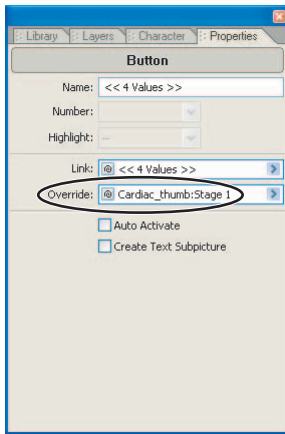 Library Layers Character Properties
Button
Name: << 4 Values >>
Number:
Highlight: --
Link: << 4 Values >>
Override: Cardiac_thumb:Stage 1
Auto Activate
Create Text Subpicture